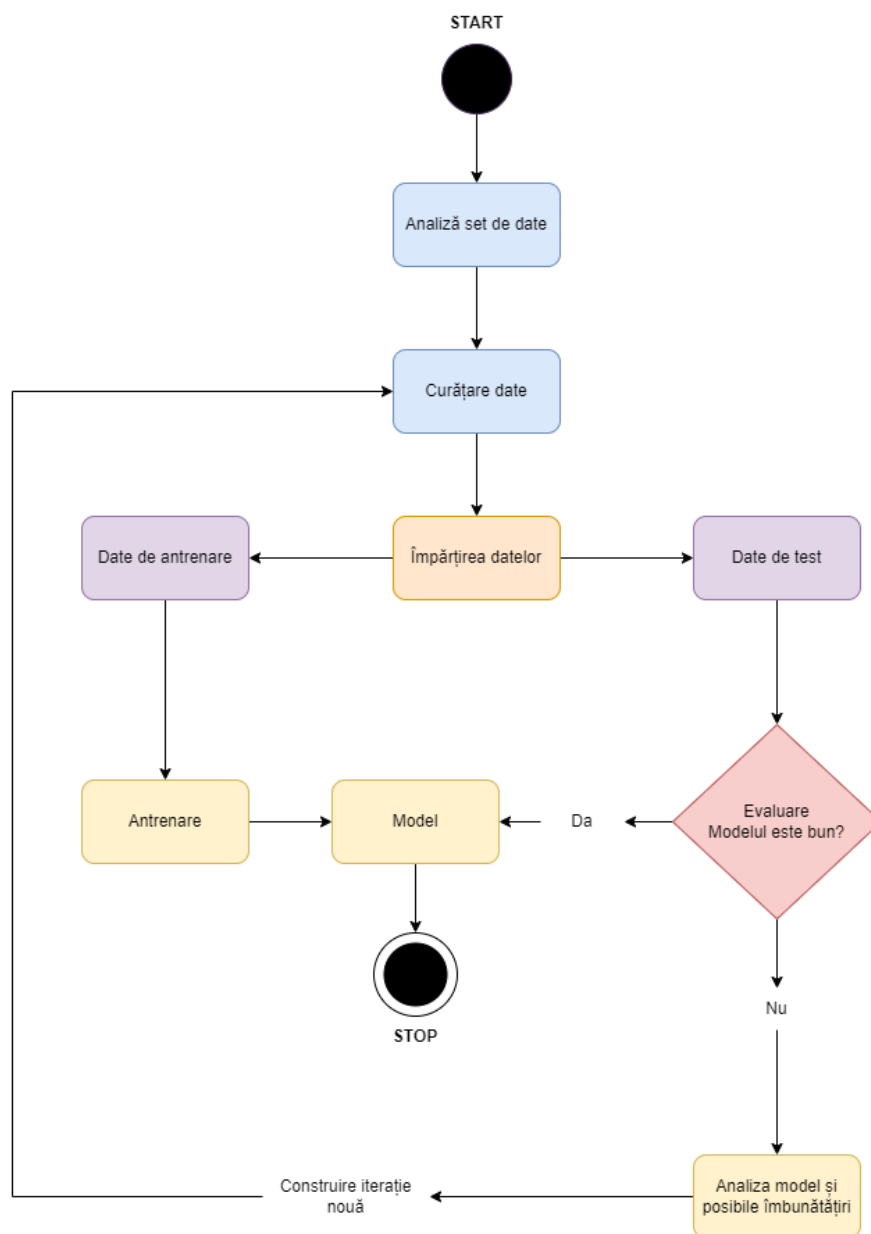 START
Analiză set de date
Curățare date
Date de antrenare
Împărțirea datelor
Date de test
Antrenare
Model
Da
Evaluare
Modelul este bun?
STOP
Nu
Construire iterație
nouă
Analiza model și
posibile îmbunătățiri